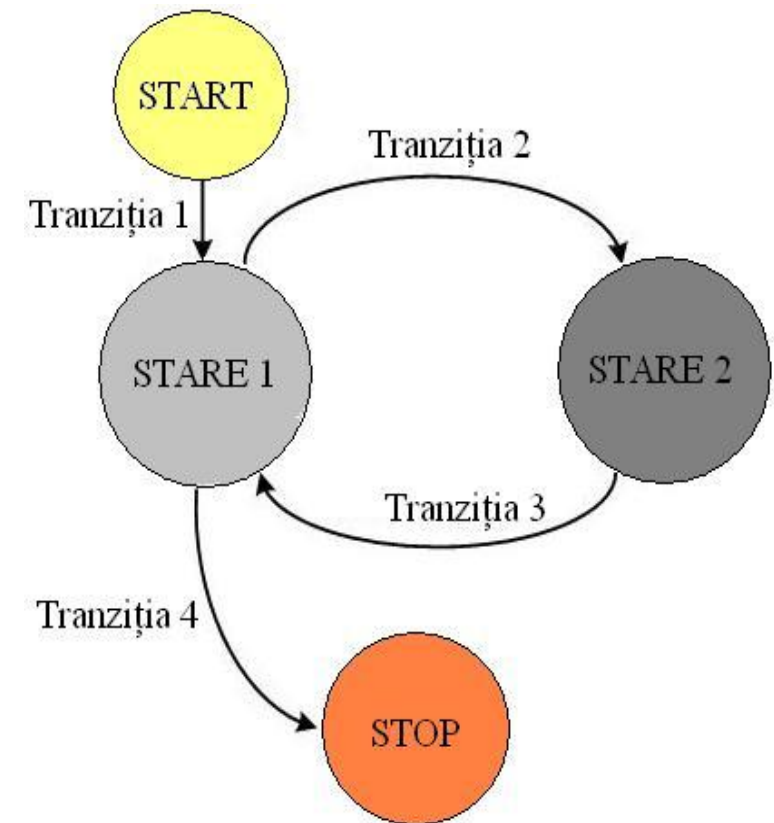 START
Tranziția 2
Tranziția 1
STARE 1
STARE 2
Tranziția 3
Tranziția 4
STOP